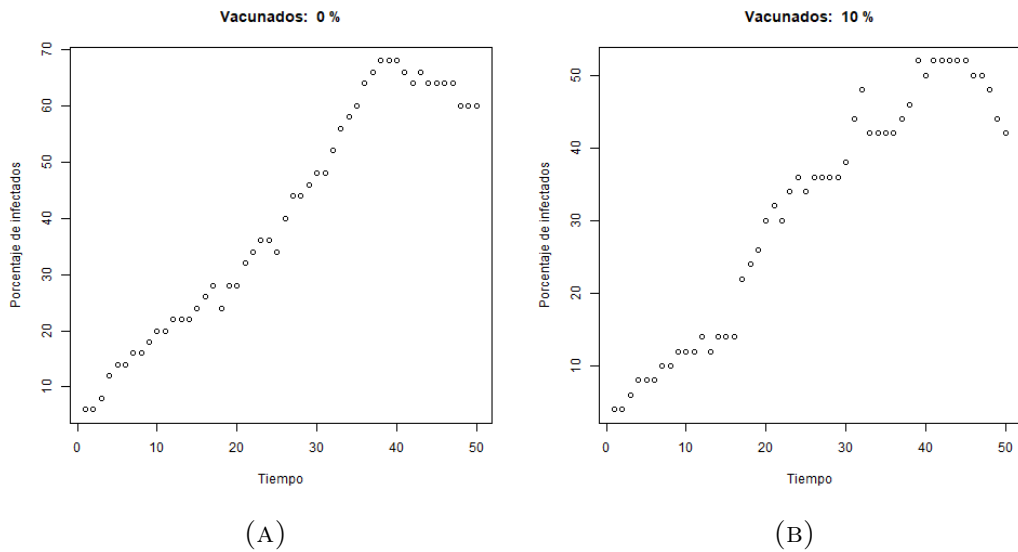 Vacunados:  0 %
70
60
50
40
30
20
10
Porcentaje de infectados
0 10 20 30 40 50
Tiempo
(A)
Vacunados:  10 %
50
40
30
20
10
Porcentaje de infectados
0 10 20 30 40 50
Tiempo
(B)